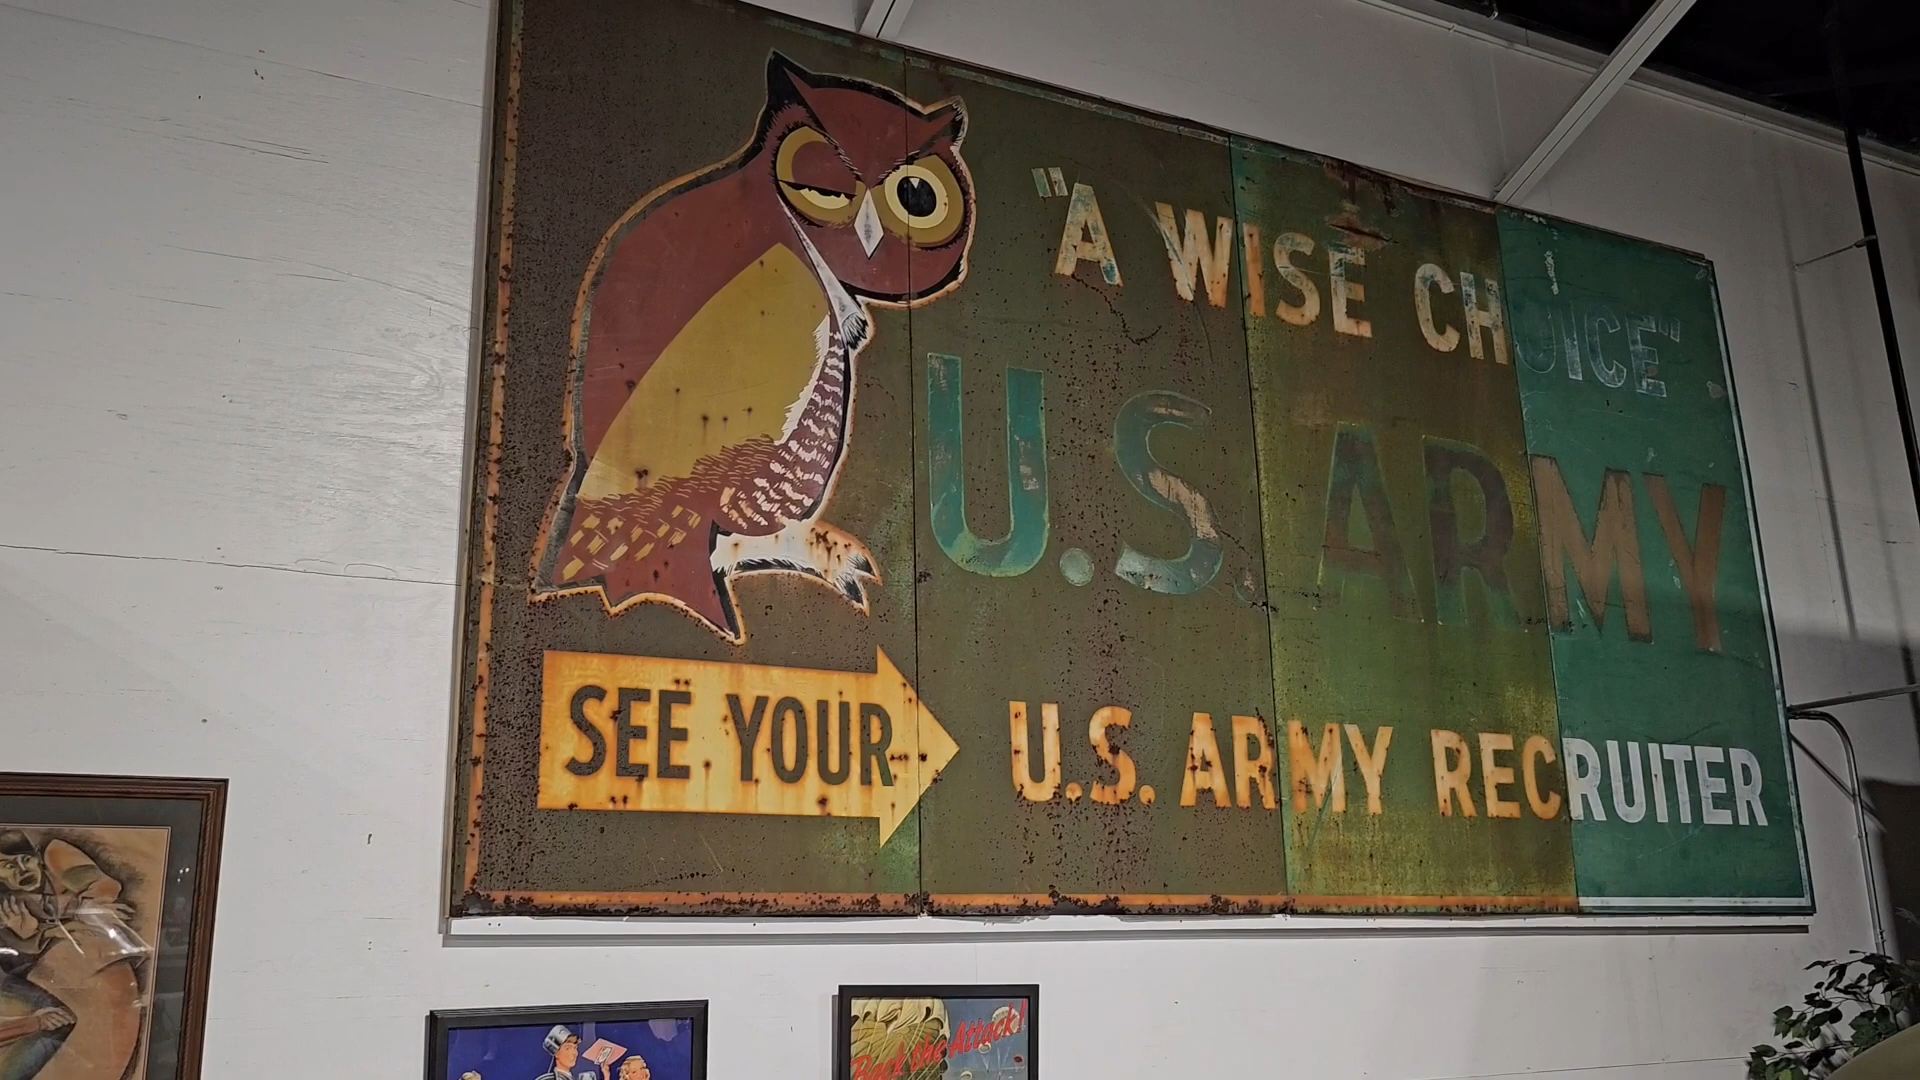 "A WISE CHOICE"
U.S. ARMY
SEE YOUR U.S. ARMY RECRUITER
Back the Attack!